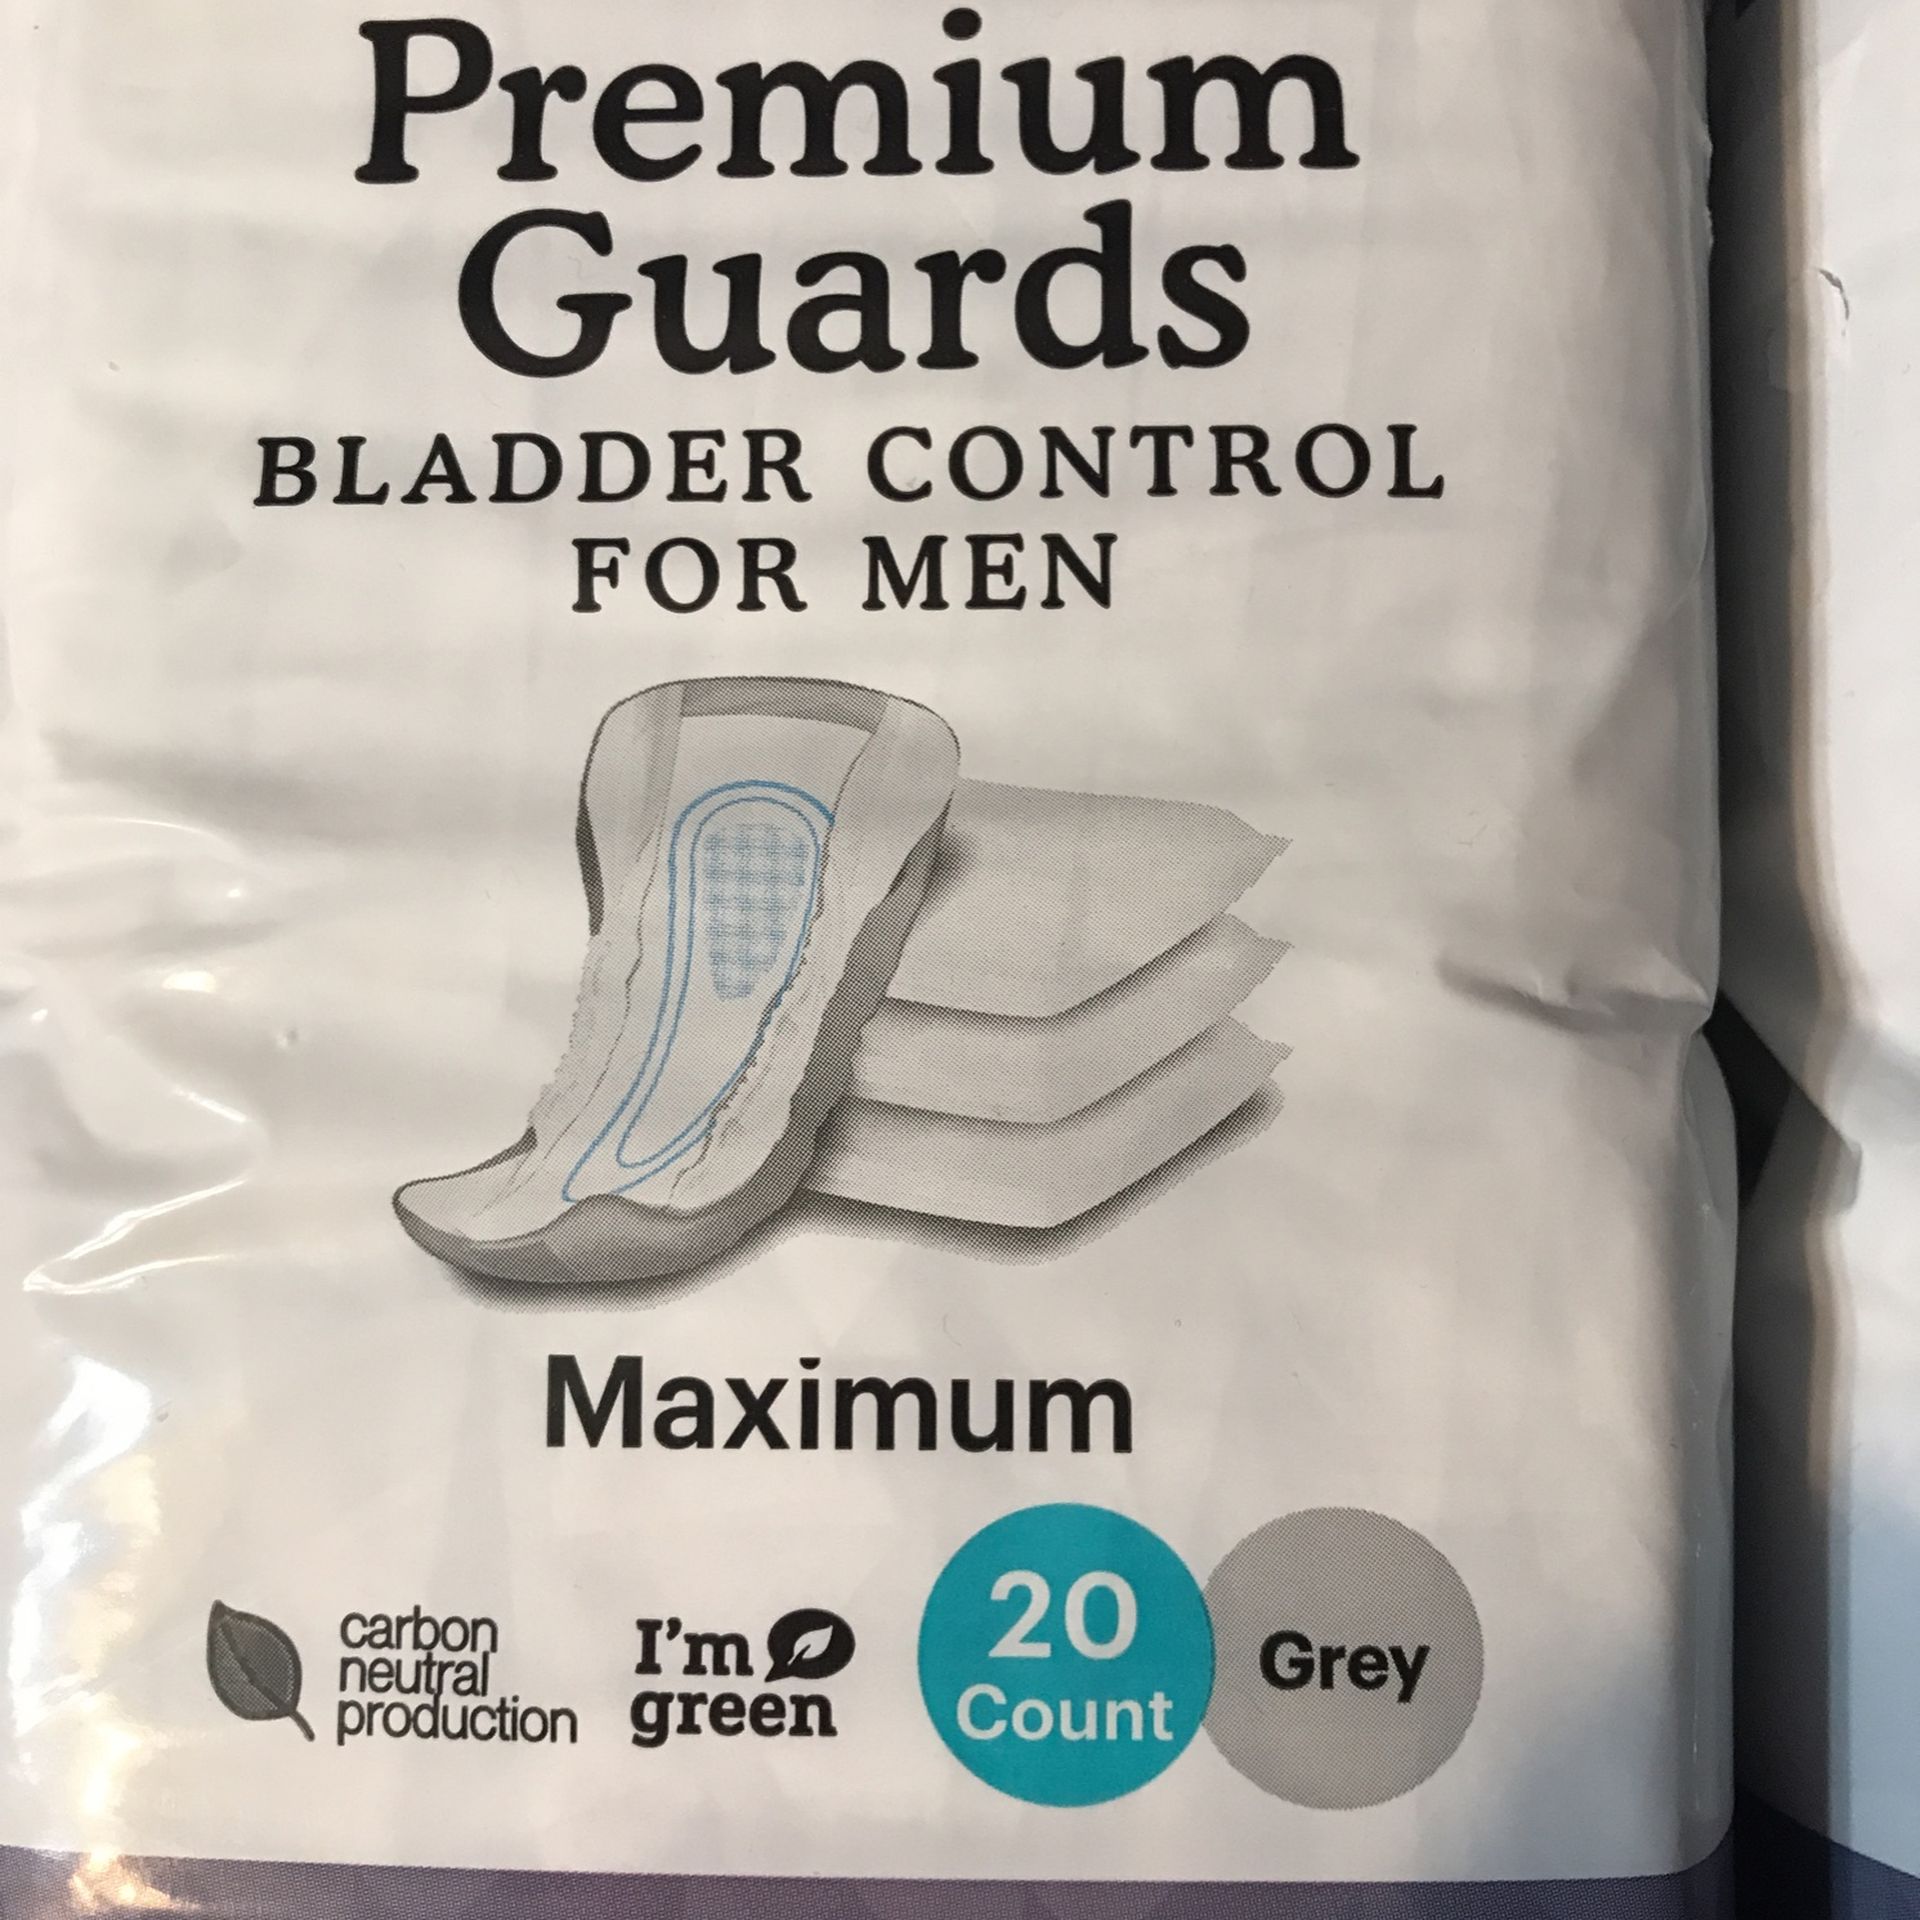 Premium
Guards
BLADDER CONTROL
FOR MEN
Maximum
carbon
neutral
production
I'm
green
20
Count
Grey